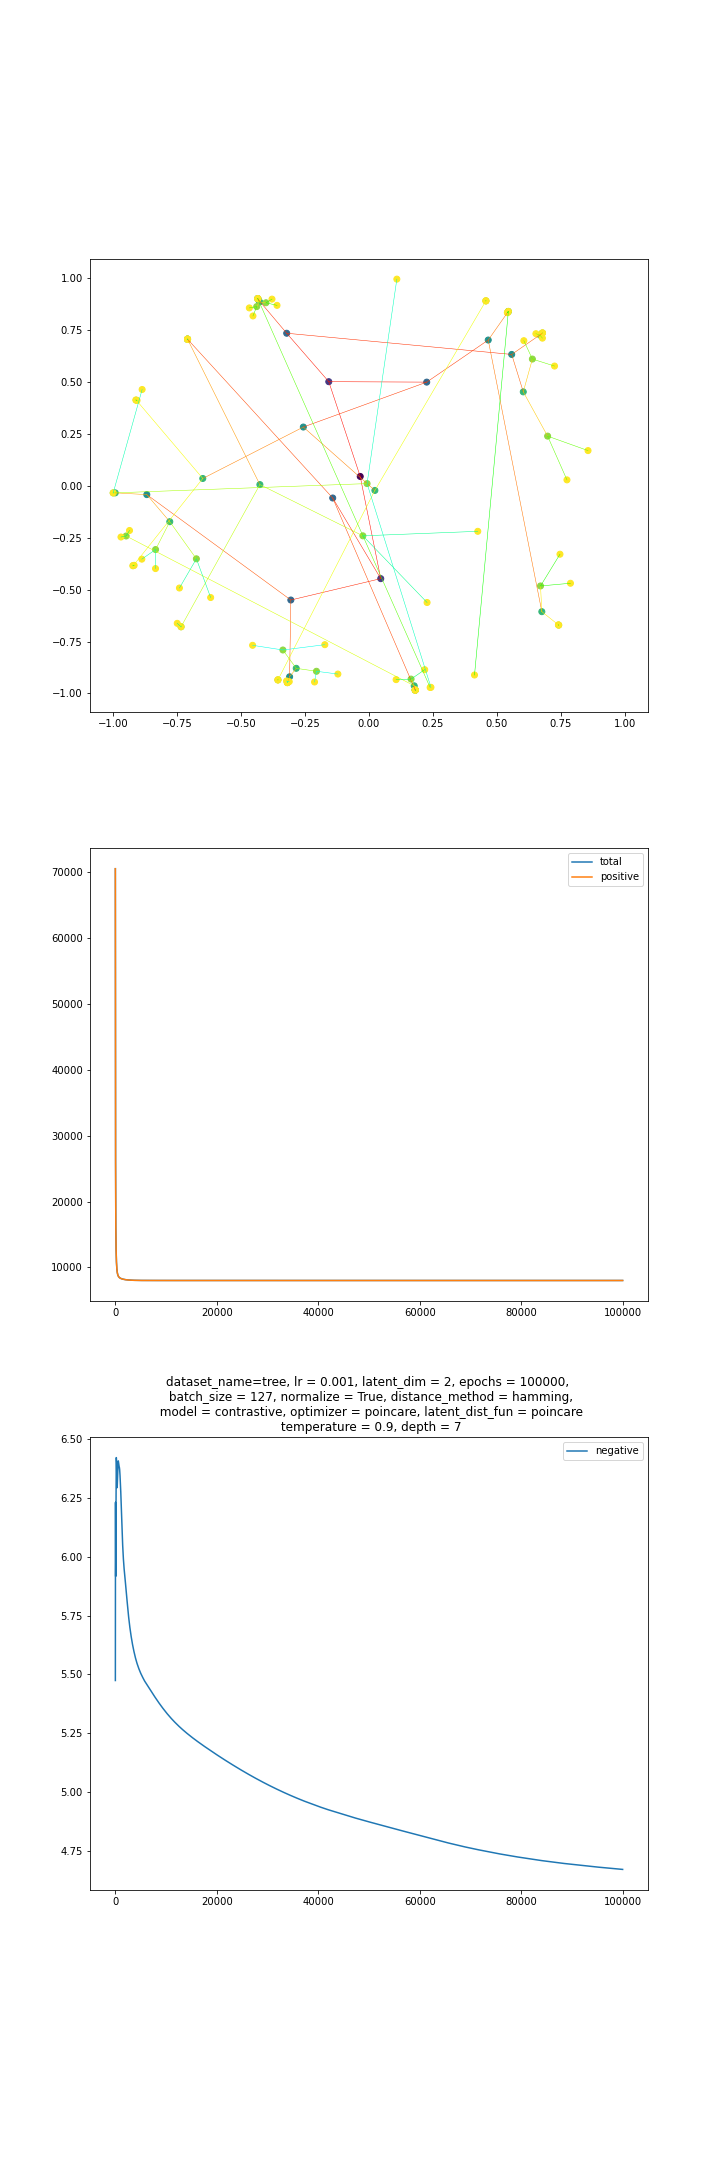 1.00
0.75
0.50
0.25
0.00
−0.25
−0.50
−0.75
−1.00
−1.00 −0.75 −0.50 −0.25 0.00 0.25 0.50 0.75 1.00
total
positive
70000
60000
50000
40000
30000
20000
10000
0 20000 40000 60000 80000 100000
dataset_name=tree, lr = 0.001, latent_dim = 2, epochs = 100000,
batch_size = 127, normalize = True, distance_method = hamming,
model = contrastive, optimizer = poincare, latent_dist_fun = poincare
temperature = 0.9, depth = 7
negative
6.50
6.25
6.00
5.75
5.50
5.25
5.00
4.75
0 20000 40000 60000 80000 100000